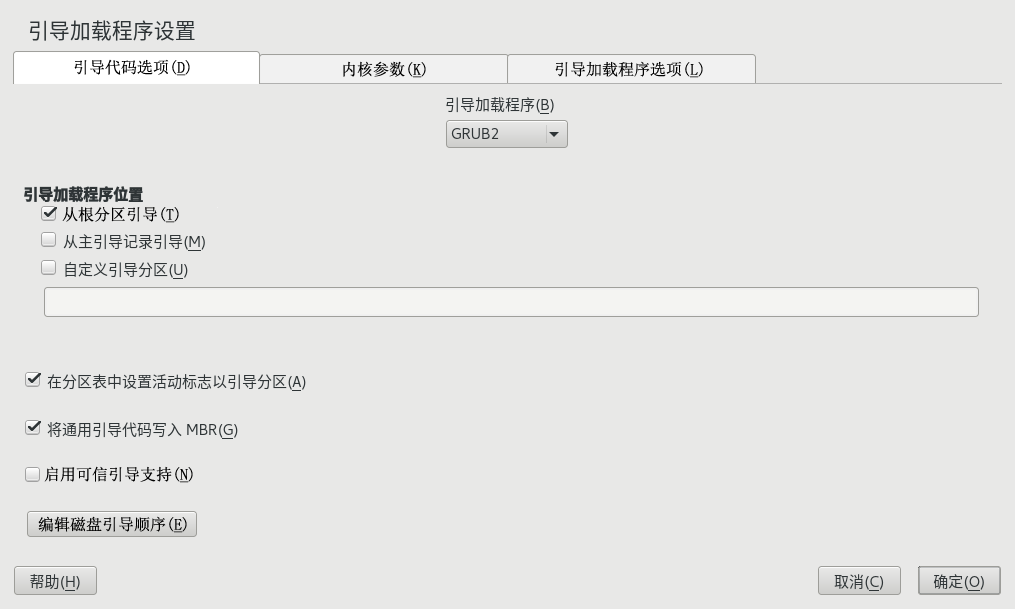 引导加载程序设置
引导代码选项(D) 内核参数(K) 引导加载程序选项(L)
引导加载程序(B)
GRUB2
引导加载程序位置
从根分区引导(T)
从主引导记录引导(M)
自定义引导分区(U)
在分区表中设置活动标志以引导分区(A)
将通用引导代码写入 MBR(G)
启用可信引导支持(N)
编辑磁盘引导顺序(E)
帮助(H) 取消(C) 确定(O)